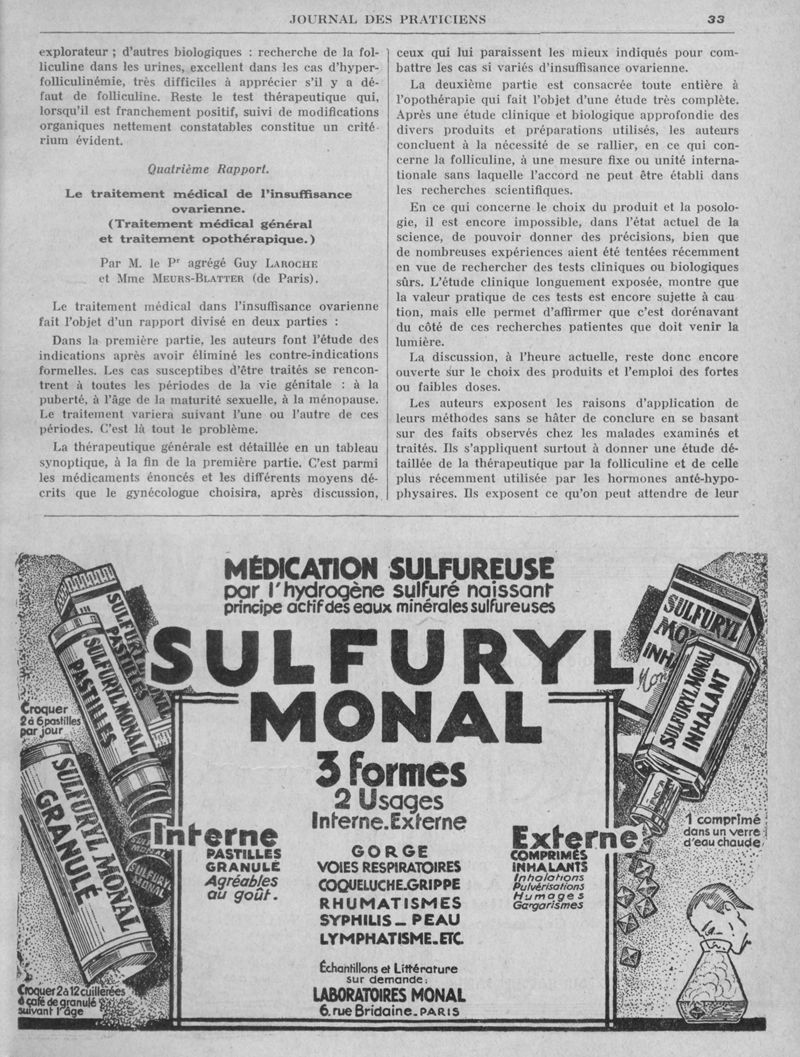 JOURNAL DES PRATICIENS
33
explorateur ; d'autres biologiques : recherche de la fol-
liculine dans les urines, excellent dans les cas d'hyper-
folliculinémie, très difficiles à apprécier s'il y a dé-
faut de folliculine. Reste le test thérapeutique qui,
lorsqu'il est franchement positif, suivi de modifications
organiques nettement constatables constitue un crité
rium évident.
Quatrième Rapport.
Le traitement médical de l'insuffisance
ovarienne.
(Traitement médical général
et traitement opothérapique.)
Par M. le Pr agrégé Guy LAROCHE
et Mme MEURS-BLATTER (de Paris).
Le traitement médical dans l'insuffisance ovarienne
fait l'objet d'un rapport divisé en deux parties :
Dans la première partie, les auteurs font l'étude des
indications après avoir éliminé les contre-indications
formelles. Les cas susceptibes d'être traités se rencon-
trent à toutes les périodes de la vie génitale : à la
puberté, à l'âge de la maturité sexuelle, à la ménopause.
Le traitement variera suivant l'une ou l'autre de ces
périodes. C'est là tout le problème.
La thérapeutique générale est détaillée en un tableau
synoptique, à la fin de la première partie. C'est parmi
les médicaments énoncés et les différents moyens dé-
crits que le gynécologue choisira, après discussion,
ceux qui lui paraissent les mieux indiqués pour com-
battre les cas si variés d'insuffisance ovarienne.
La deuxième partie est consacrée toute entière à
l'opothérapie qui fait l'objet d'une étude très complète.
Après une étude clinique et biologique approfondie des
divers produits et préparations utilisés, les auteurs
concluent à la nécessité de se rallier, en ce qui con-
cerne la folliculine, à une mesure fixe ou unité interna-
tionale sans laquelle l'accord ne peut être établi dans
les recherches scientifiques.
En ce qui concerne le choix du produit et la posolo-
gie, il est encore impossible, dans l'état actuel de la
science, de pouvoir donner des précisions, bien que
de nombreuses expériences aient été tentées récemment
en vue de rechercher des tests cliniques ou biologiques
sûrs. L'étude clinique longuement exposée, montre que
la valeur pratique de ces tests est encore sujette à cau
tion, mais elle permet d'affirmer que c'est dorénavant
du côté de ces recherches patientes que doit venir la
lumière.
La discussion, à l'heure actuelle, reste donc encore
ouverte sur le choix des produits et l'emploi des fortes
ou faibles doses.
Les auteurs exposent les raisons d'application de
leurs méthodes sans se hâter de conclure en se basant
sur des faits observés chez les malades examinés et
traités. Ils s'appliquent surtout à donner une étude dé-
taillée de la thérapeutique par la folliculine et de celle
plus récemment utilisée par les hormones anté-hypo-
physaires. Ils exposent ce qu'on peut attendre de leur
MÉDICATION SULFUREUSE
par l'hydrogène sulfuré naissant
principe actif des eaux minérales sulfureuses
SULFURYL
MONAL
3 formes
2 Usages
Interne.Externe
SULFURYL MONAL
PASTILLES
SULFURYL
PASTILLES
Croquer
2 à 6 pastilles
par jour
SULFURYL MONAL
GRANULÉ
SULFURYL
MONAL
Croquer 2 à 12 cuillerées
à café de granulé
suivant l'âge
Interne
PASTILLES
GRANULÉ
Agréables
au goût.
GORGE
VOIES RESPIRATOIRES
COQUELUCHE.GRIPPE
RHUMATISMES
SYPHILIS_PEAU
LYMPHATISME.ETC.
Échantillons et Littérature
sur demande:
LABORATOIRES MONAL
6. rue Bridaine_PARIS
Externe
COMPRIMÉS
INHALANTS
Inhalations
Pulvérisations
Humages
Gargarismes
SULFURYL
MO
INH
SULFURYL MONAL
INHALANT
1 comprimé
dans un verre
d'eau chaude